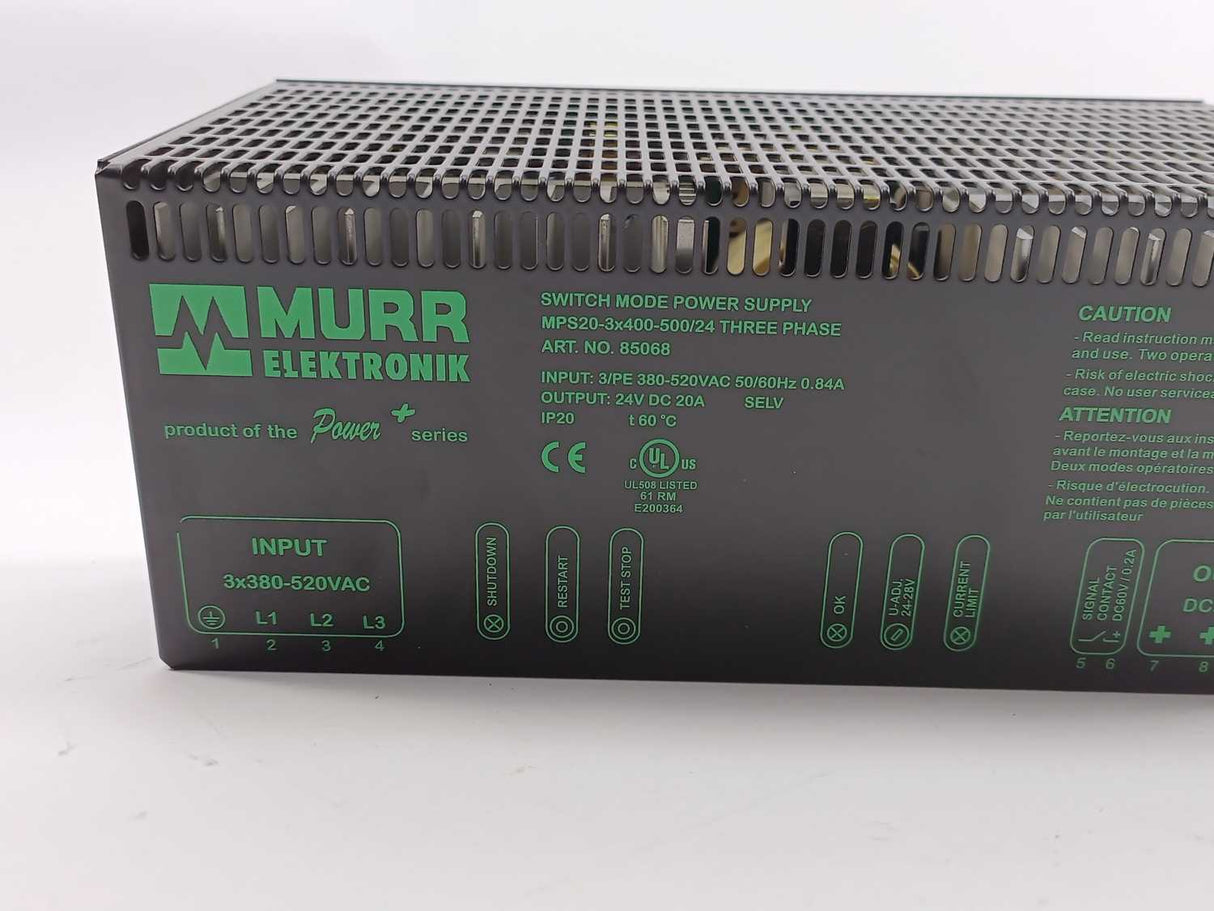 MURR
ELEKTRONIK
product of the Power + series
SWITCH MODE POWER SUPPLY
MPS20-3x400-500/24 THREE PHASE
ART. NO. 85068
INPUT: 3/PE 380-520VAC 50/60Hz 0.84A
OUTPUT: 24V DC 20A SELV
IP20 t 60 °C
CE
C UL US
UL508 LISTED
61 RM
E200364
CAUTION
- Read instruction
and use. Two
- Risk of electric
case. No user
ATTENTION
- Reportez-vous aux
avant le montage et la
Deux modes opératoires
- Risque d'électrocution.
Ne contient pas de pièces
par l'utilisateur
INPUT
3x380-520VAC
L1 L2 L3
1 2 3 4
SHUTDOWN
RESTART
TEST STOP
OK
U-ADJ.
24-28V
CURRENT
LIMIT
SIGNAL
CONTACT
DC60V / 0.2A
5 6
DC
+ +
7 8